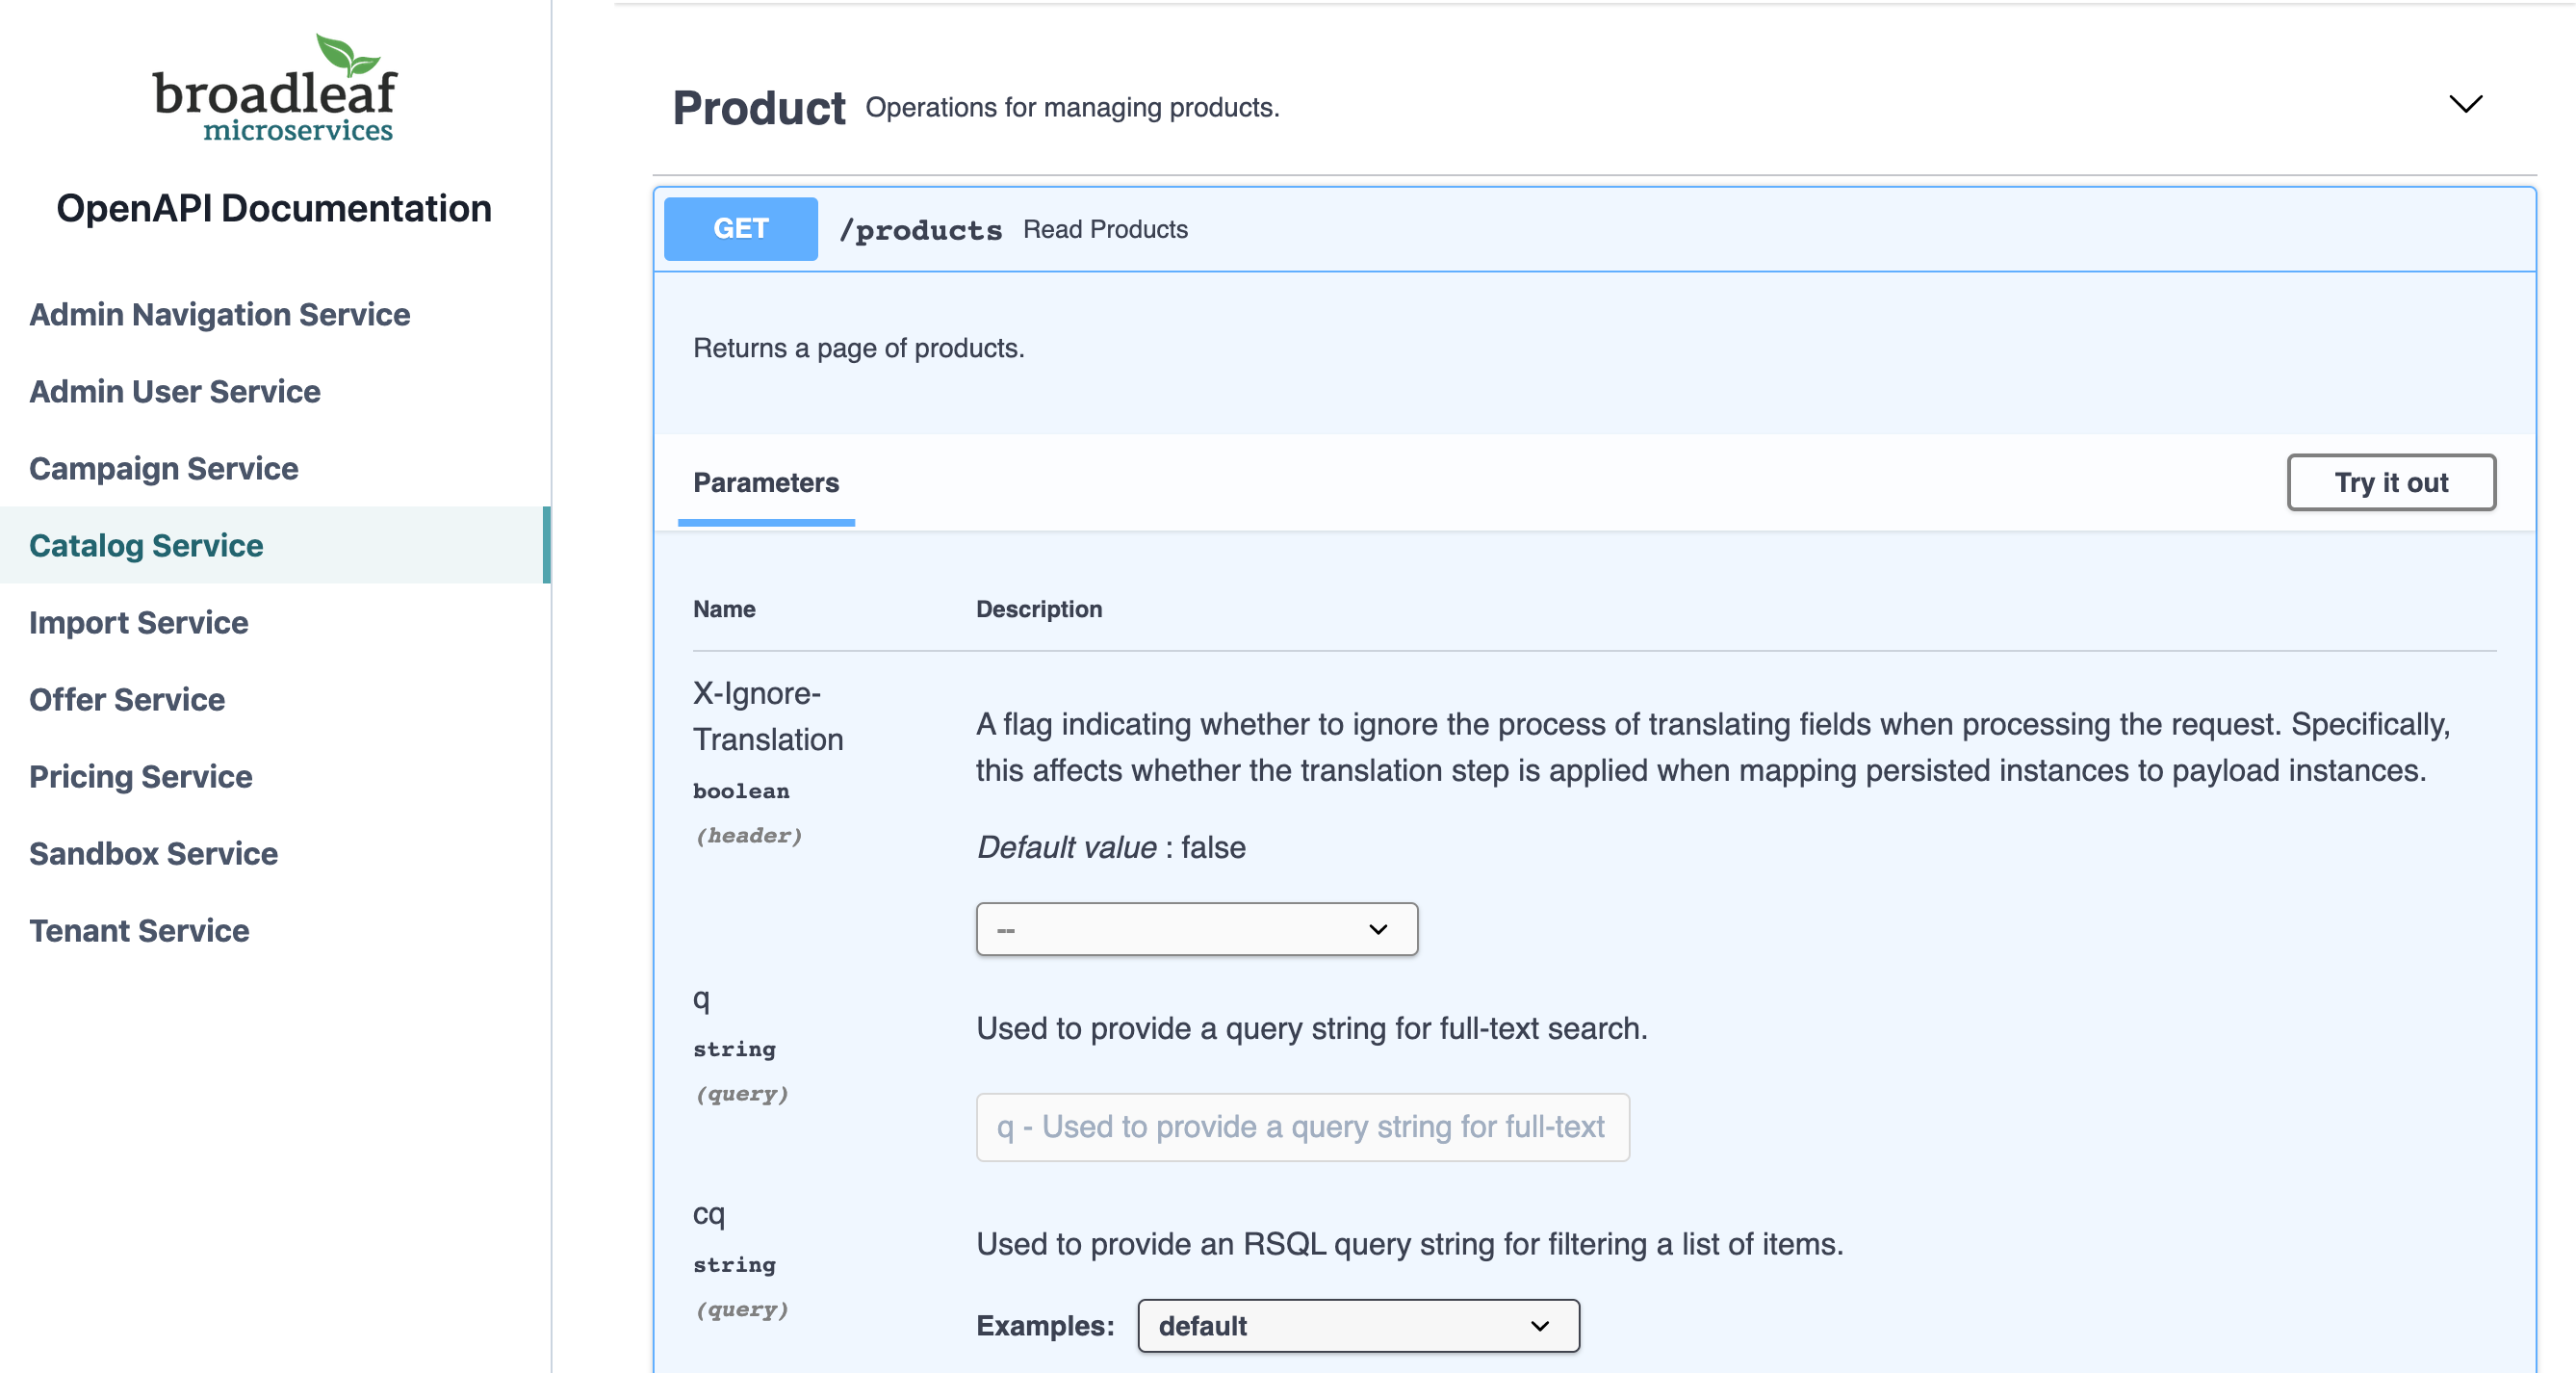 broadleaf
microservices
OpenAPI Documentation
Admin Navigation Service
Admin User Service
Campaign Service
Catalog Service
Import Service
Offer Service
Pricing Service
Sandbox Service
Tenant Service
Product Operations for managing products.
GET /products Read Products
Returns a page of products.
Parameters
Try it out
Name Description
X-Ignore-
Translation
boolean
(header)
A flag indicating whether to ignore the process of translating fields when processing the request. Specifically,
this affects whether the translation step is applied when mapping persisted instances to payload instances.
Default value : false
--
q
string
(query)
Used to provide a query string for full-text search.
q - Used to provide a query string for full-text
cq
string
(query)
Used to provide an RSQL query string for filtering a list of items.
Examples: default